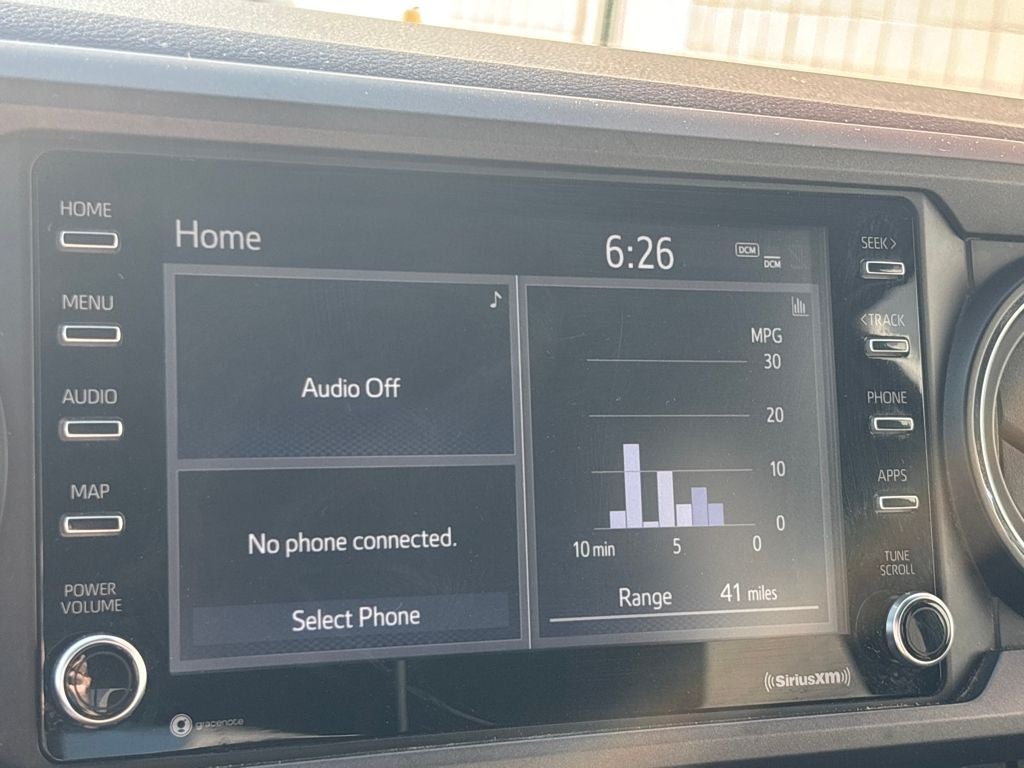 HOME
MENU
AUDIO
MAP
POWER
VOLUME
Home
6:26
DCM
DCM
Audio Off
No phone connected.
Select Phone
MPG
30
20
10
0
10 min 5 0
Range 41 miles
SEEK >
< TRACK
PHONE
APPS
TUNE
SCROLL
gracenote
((SiriusXM))